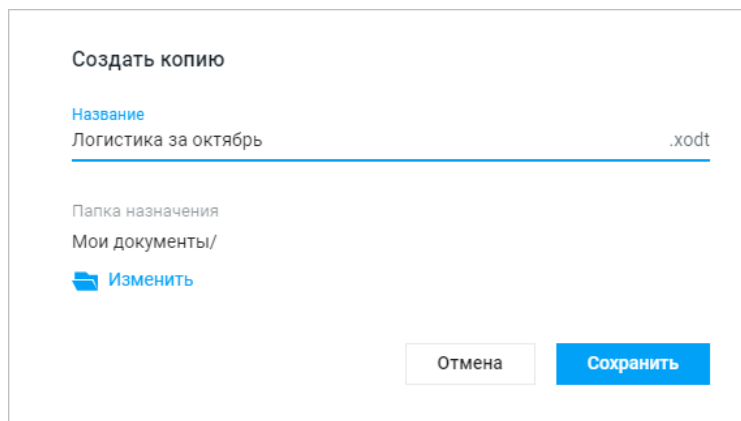 Создать копию
Название
Логистика за октябрь .xodt
Папка назначения
Мои документы/
Изменить
Отмена Сохранить